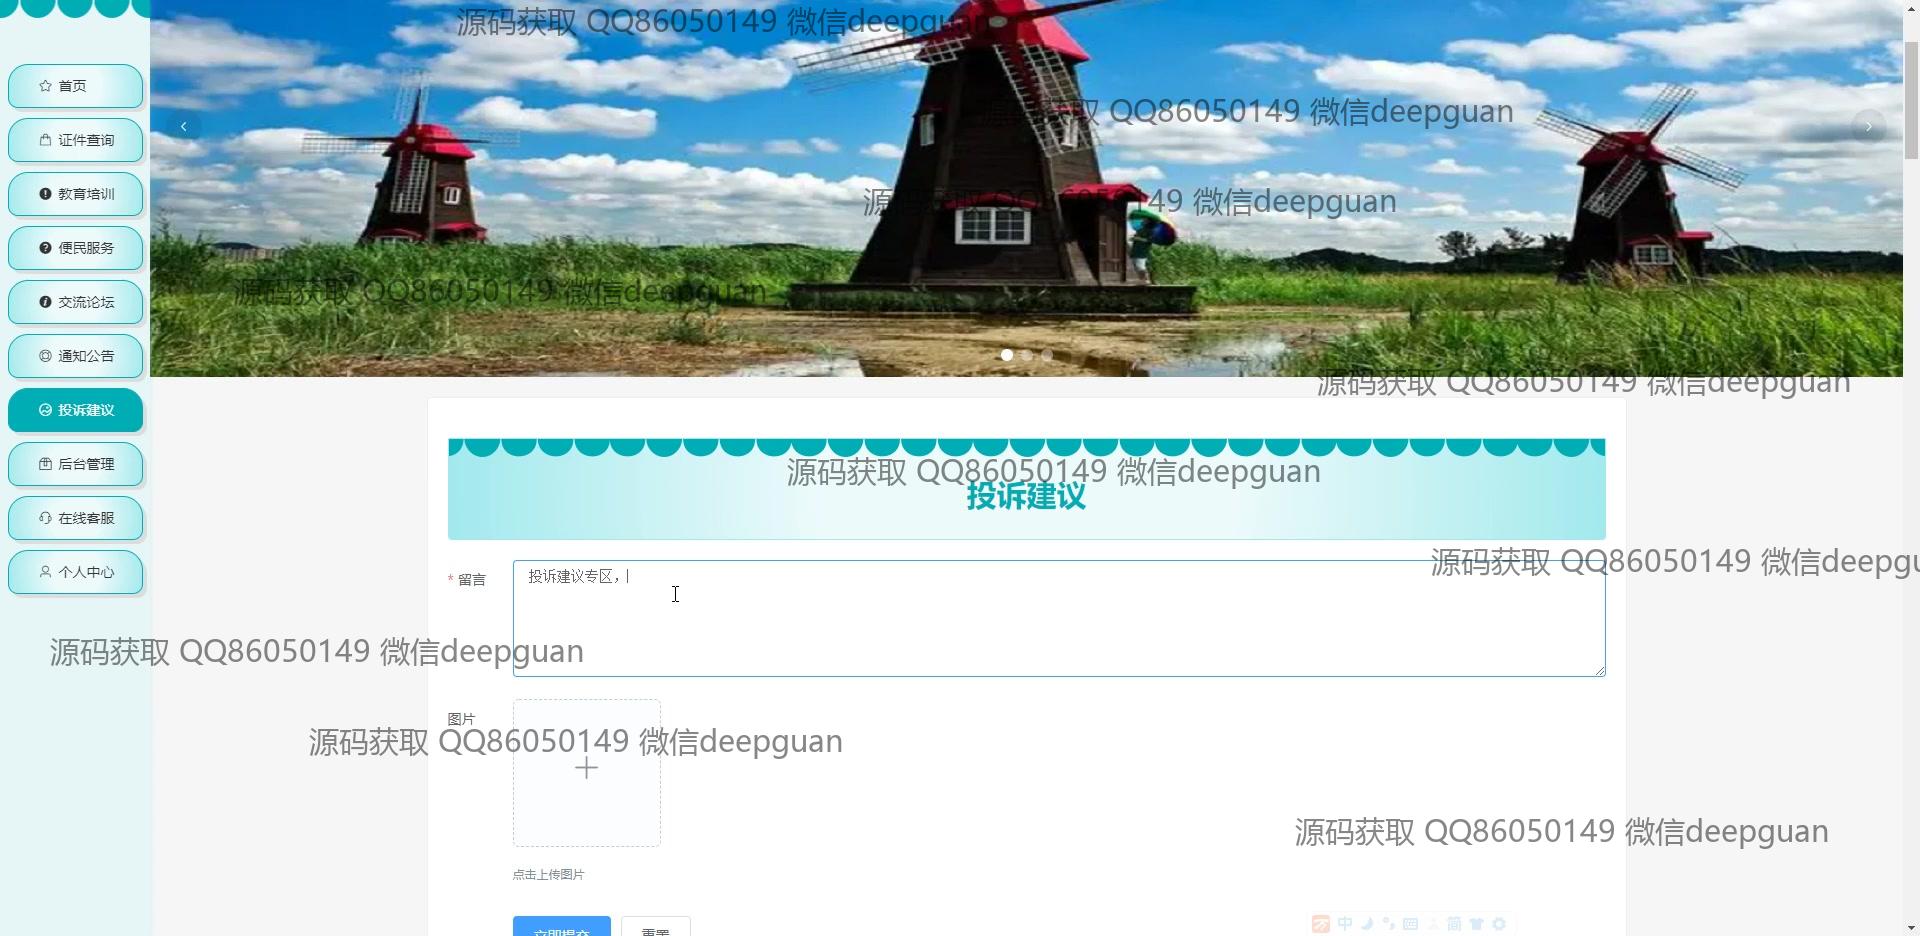 源码获取 QQ86050149 微信deepguan
首页
源码获取 QQ86050149 微信deepguan
证件查询
教育培训
源码获取 QQ86050149 微信deepguan
便民服务
源码获取 QQ86050149 微信deepguan
交流论坛
通知公告
源码获取 QQ86050149 微信deepguan
投诉建议
后台管理
源码获取 QQ86050149 微信deepguan
投诉建议
在线客服
源码获取 QQ86050149 微信deepgu
个人中心
* 留言
投诉建议专区，
源码获取 QQ86050149 微信deepguan
图片
源码获取 QQ86050149 微信deepguan
源码获取 QQ86050149 微信deepguan
点击上传图片
中 简
立即提交
重置